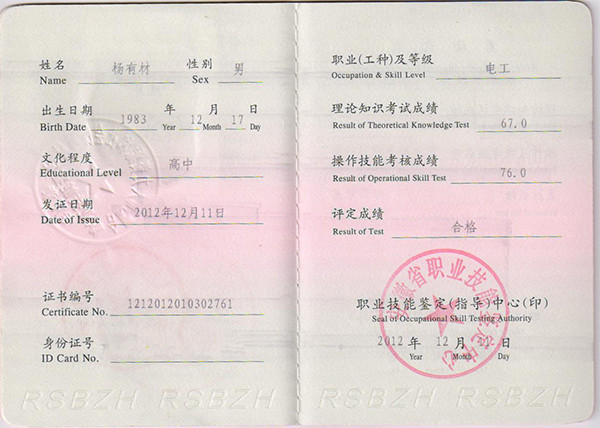 姓名 杨有材 性别 男
Name Sex
出生日期 1983 年 12 月 17 日
Birth Date Year Month Day
文化程度 高中
Educational Level
发证日期 2012年12月11日
Date of Issue
证书编号 1212012010302761
Certificate No.
身份证号
ID Card No.
RSBZH RSBZH RSBZH
职业(工种)及等级 电工
Occupation & Skill Level
理论知识考试成绩 67.0
Result of Theoretical Knowledge Test
操作技能考核成绩 76.0
Result of Operational Skill Test
评定成绩 合格
Result of Test
职业技能鉴定(指导)中心(印)
Seal of Occupational Skill Testing Authority
2012 年 12 月 日
Year Month Day
RSBZH RSBZH RSBZH